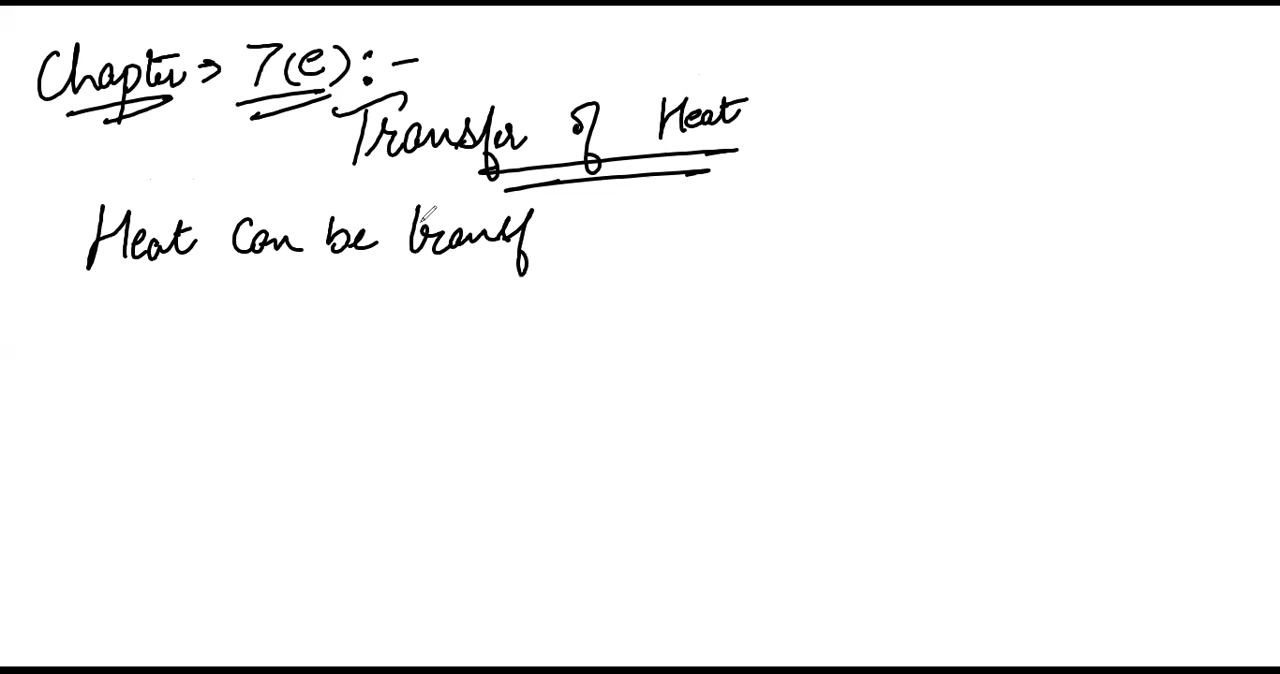 Chapter → 7(e):-
Transfer of Heat
Heat can be transf